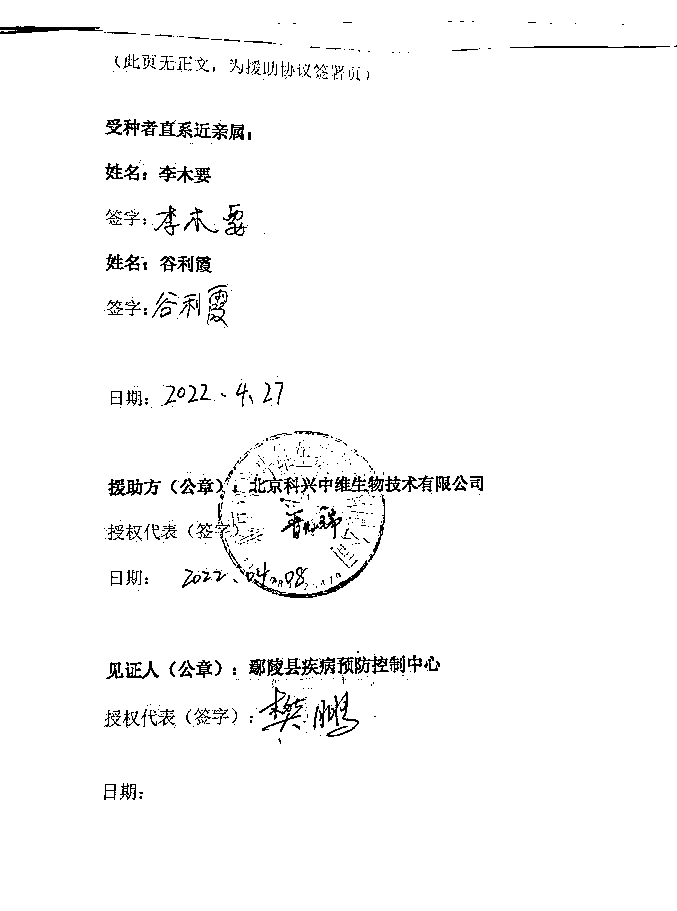 （此页无正文，为援助协议签署页）
受种者直系近亲属：
姓名：李木要
签字：李木要
姓名：谷利霞
签字：谷利霞
日期：2022.4.27
援助方（公章）：北京科兴中维生物技术有限公司
授权代表（签字）
日期： 2022.04.08
见证人（公章）：鄢陵县疾病预防控制中心
授权代表（签字）：樊鹏
日期：